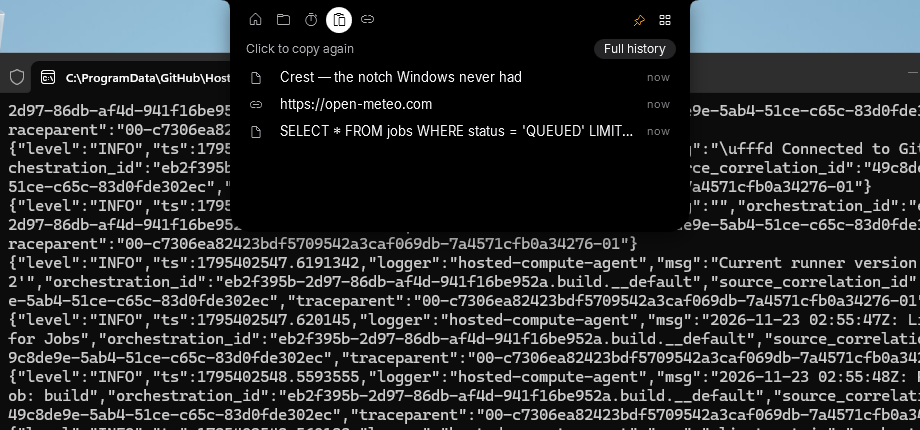 Click to copy again
Full history
Crest — the notch Windows never had now
https://open-meteo.com now
SELECT * FROM jobs WHERE status = 'QUEUED' LIMIT... now
C:\ProgramData\GitHub\Host
2d97-86db-af4d-941f16be95 9e-5ab4-51ce-c65c-83d0fde
raceparent":"00-c7306ea82
{"level":"INFO","ts":1795 g":"\ufffd Connected to Git
chestration_id":"eb2f395b rce_correlation_id":"49c8d
51ce-c65c-83d0fde302ec"," a4571cfb0a34276-01"}
{"level":"INFO","ts":1795 g":"","orchestration_id":"e
2d97-86db-af4d-941f16be95 9e-5ab4-51ce-c65c-83d0fde
raceparent":"00-c7306ea82423bdf5709542a3caf069db-7a4571cfb0a34276-01"}
{"level":"INFO","ts":1795402547.6191342,"logger":"hosted-compute-agent","msg":"Current runner version
2'","orchestration_id":"eb2f395b-2d97-86db-af4d-941f16be952a.build.__default","source_correlation_id"
e-5ab4-51ce-c65c-83d0fde302ec","traceparent":"00-c7306ea82423bdf5709542a3caf069db-7a4571cfb0a34276-01"
{"level":"INFO","ts":1795402547.620145,"logger":"hosted-compute-agent","msg":"2026-11-23 02:55:47Z: Li
for Jobs","orchestration_id":"eb2f395b-2d97-86db-af4d-941f16be952a.build.__default","source_correlatio
9c8de9e-5ab4-51ce-c65c-83d0fde302ec","traceparent":"00-c7306ea82423bdf5709542a3caf069db-7a4571cfb0a342
{"level":"INFO","ts":1795402548.5593555,"logger":"hosted-compute-agent","msg":"2026-11-23 02:55:48Z:
ob: build","orchestration_id":"eb2f395b-2d97-86db-af4d-941f16be952a.build.__default","source_correlati
49c8de9e-5ab4-51ce-c65c-83d0fde302ec","traceparent":"00-c7306ea82423bdf5709542a3caf069db-7a4571cfb0a34